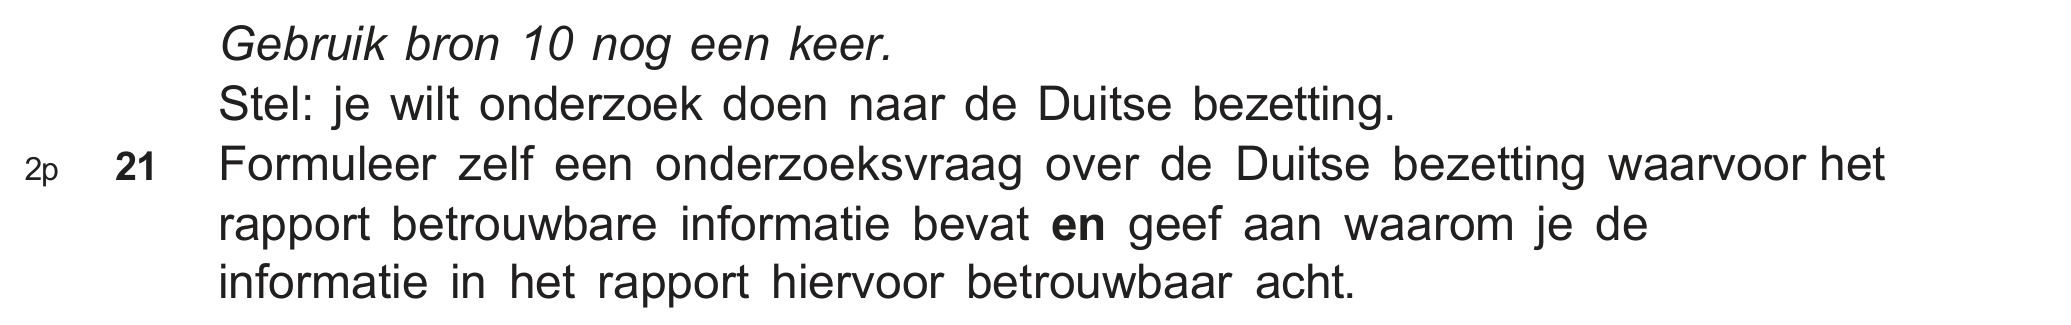 Gebruik bron 10 nog een keer.
Stel: je wilt onderzoek doen naar de Duitse bezetting.
2p 21 Formuleer zelf een onderzoeksvraag over de Duitse bezetting waarvoor het
rapport betrouwbare informatie bevat en geef aan waarom je de
informatie in het rapport hiervoor betrouwbaar acht.